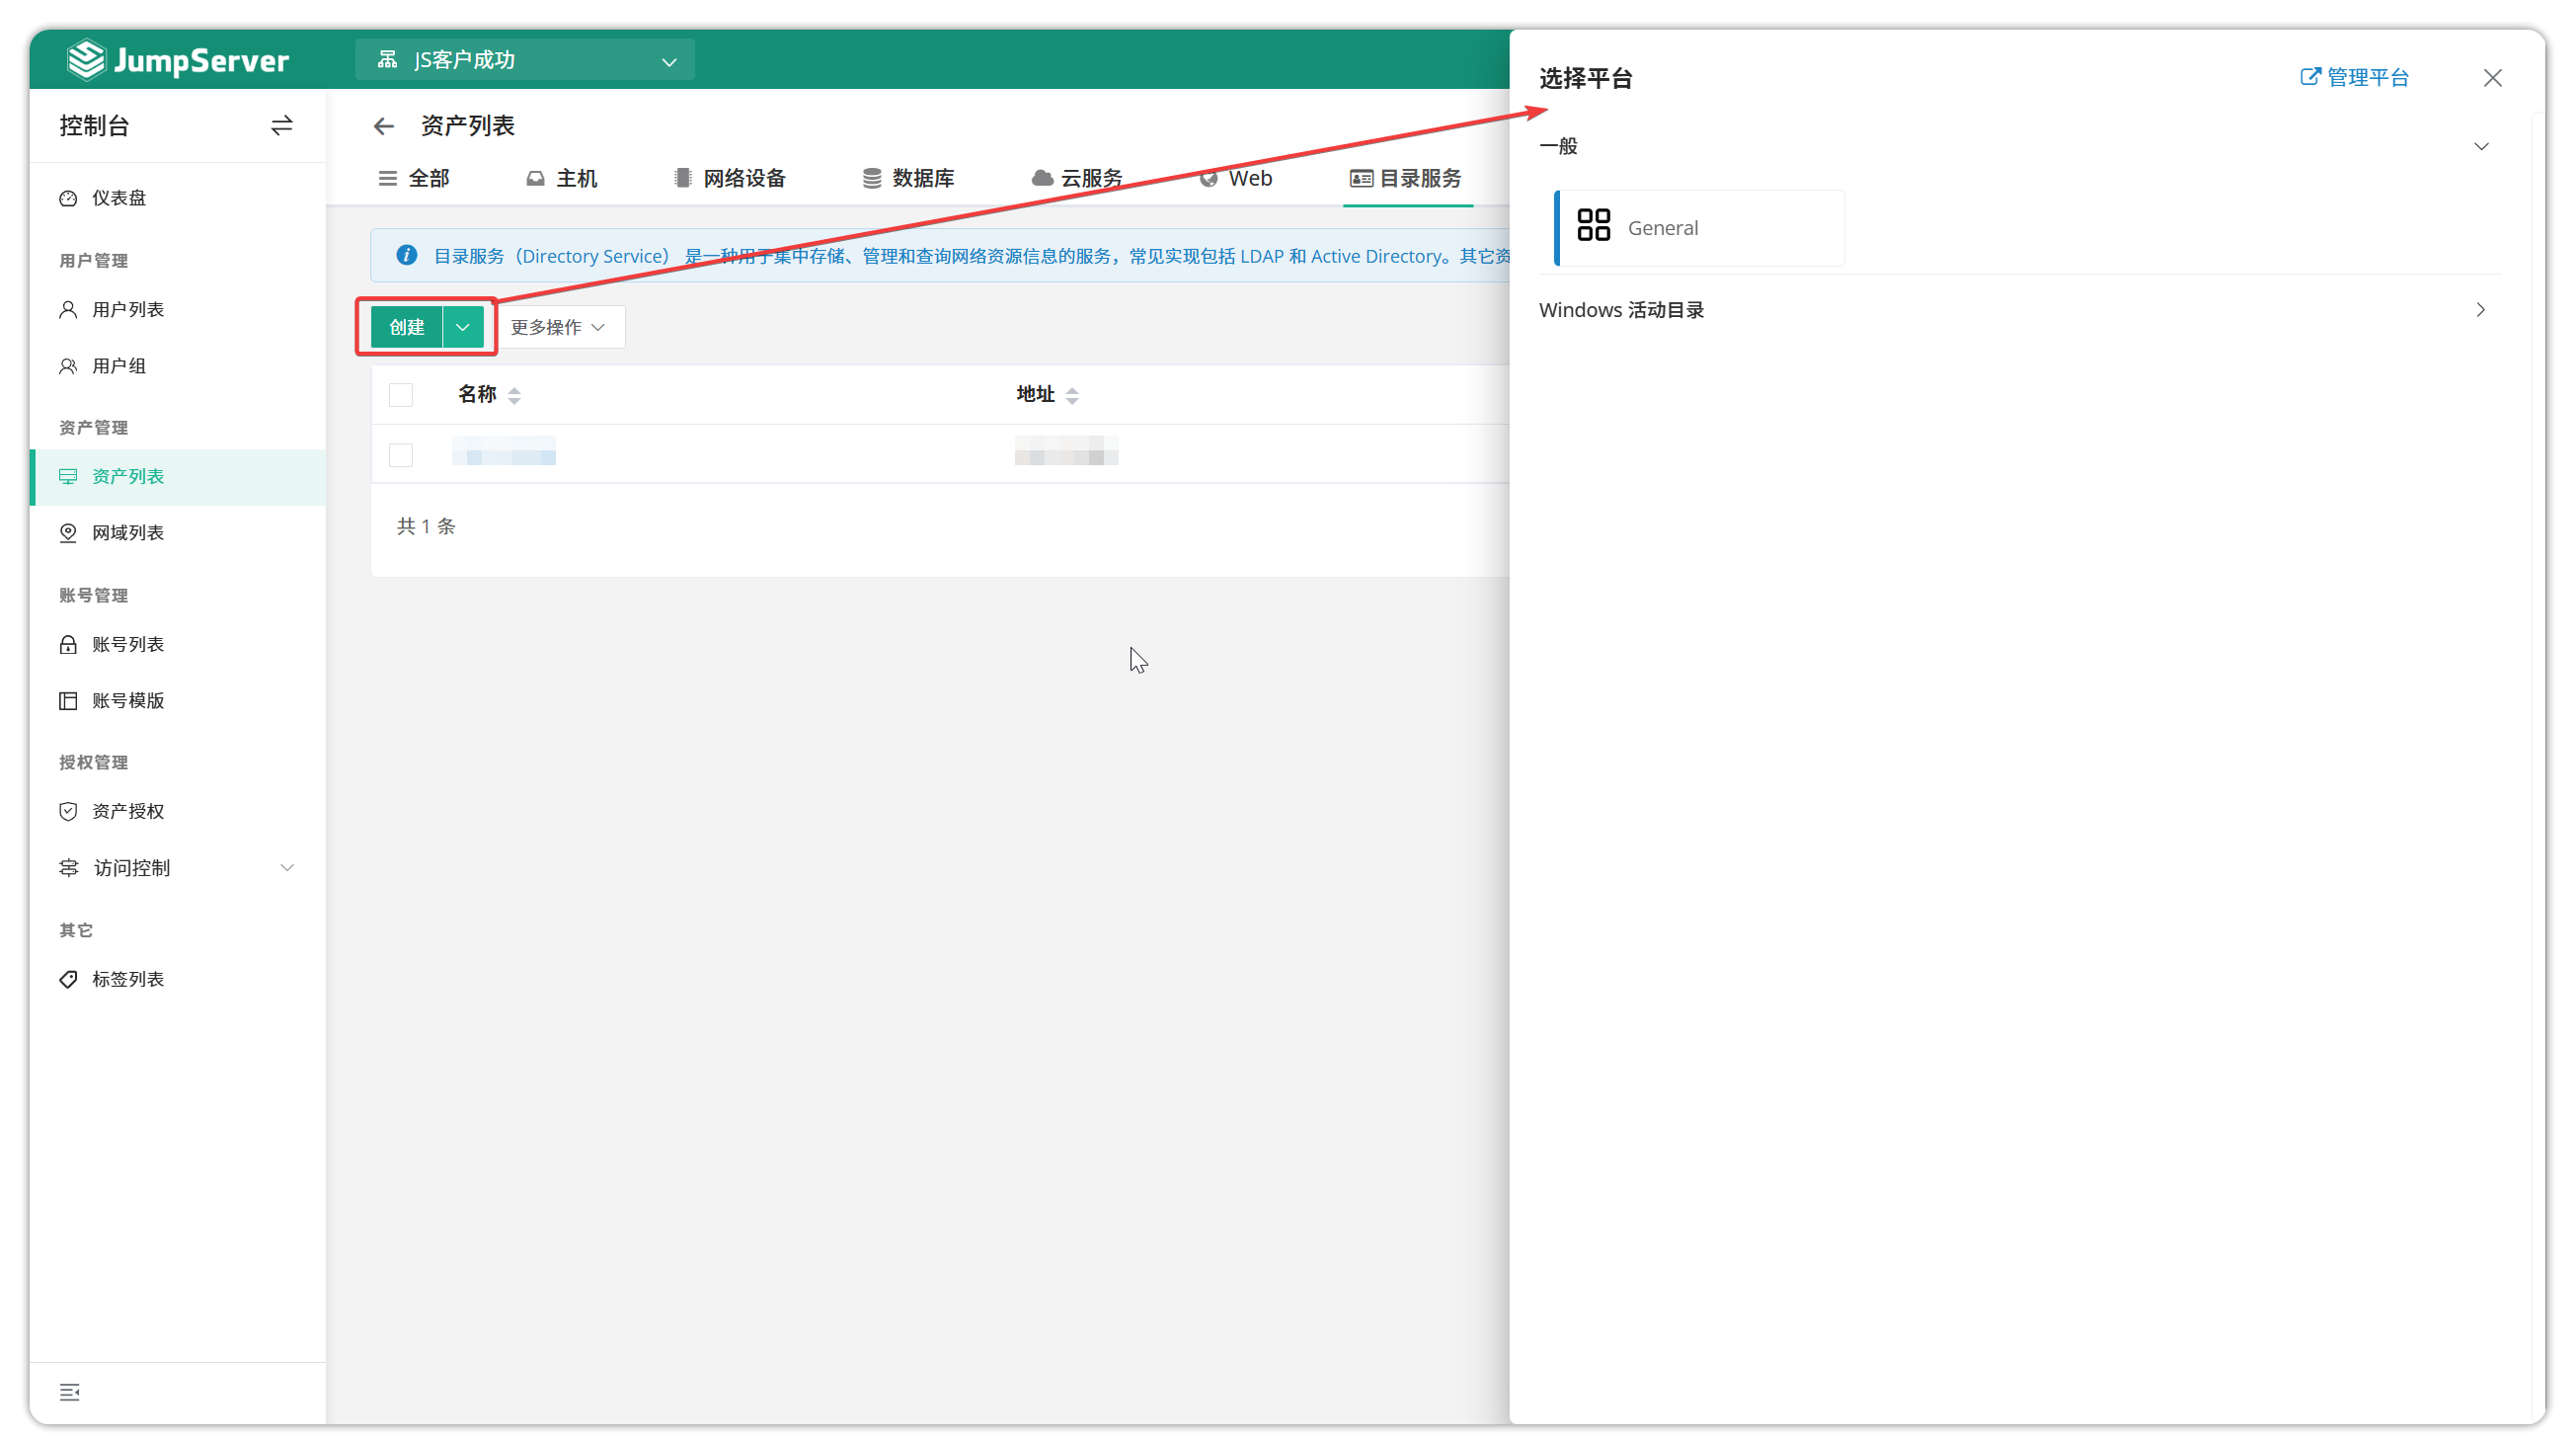 JumpServer
JS客户成功
控制台
仪表盘
用户管理
用户列表
用户组
资产管理
资产列表
网域列表
账号管理
账号列表
账号模版
授权管理
资产授权
访问控制
其它
标签列表
资产列表
全部 主机 网络设备 数据库 云服务 Web 目录服务
目录服务（Directory Service） 是一种用于集中存储、管理和查询网络资源信息的服务，常见实现包括 LDAP 和 Active Directory。其它资
创建 更多操作
名称 地址
共 1 条
选择平台 管理平台
一般
General
Windows 活动目录